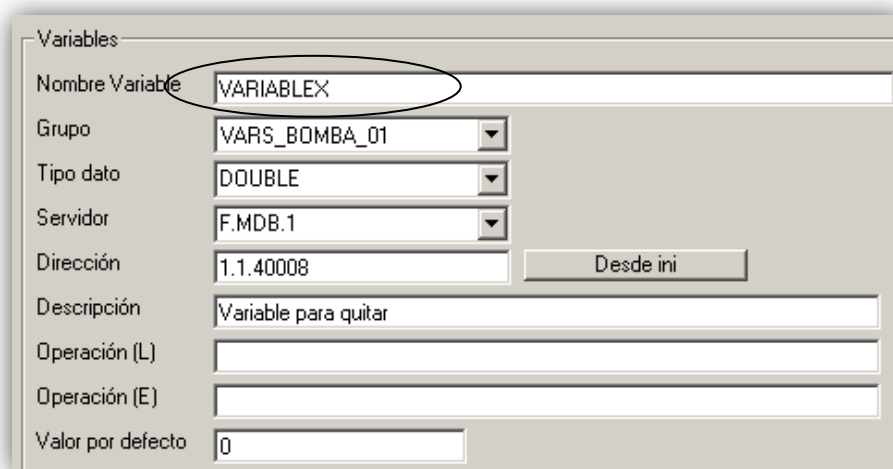 Variables
Nombre Variable VARIABLEX
Grupo VARS_BOMBA_01
Tipo dato DOUBLE
Servidor F.MDB.1
Dirección 1.1.40008 Desde ini
Descripción Variable para quitar
Operación (L)
Operación (E)
Valor por defecto 0